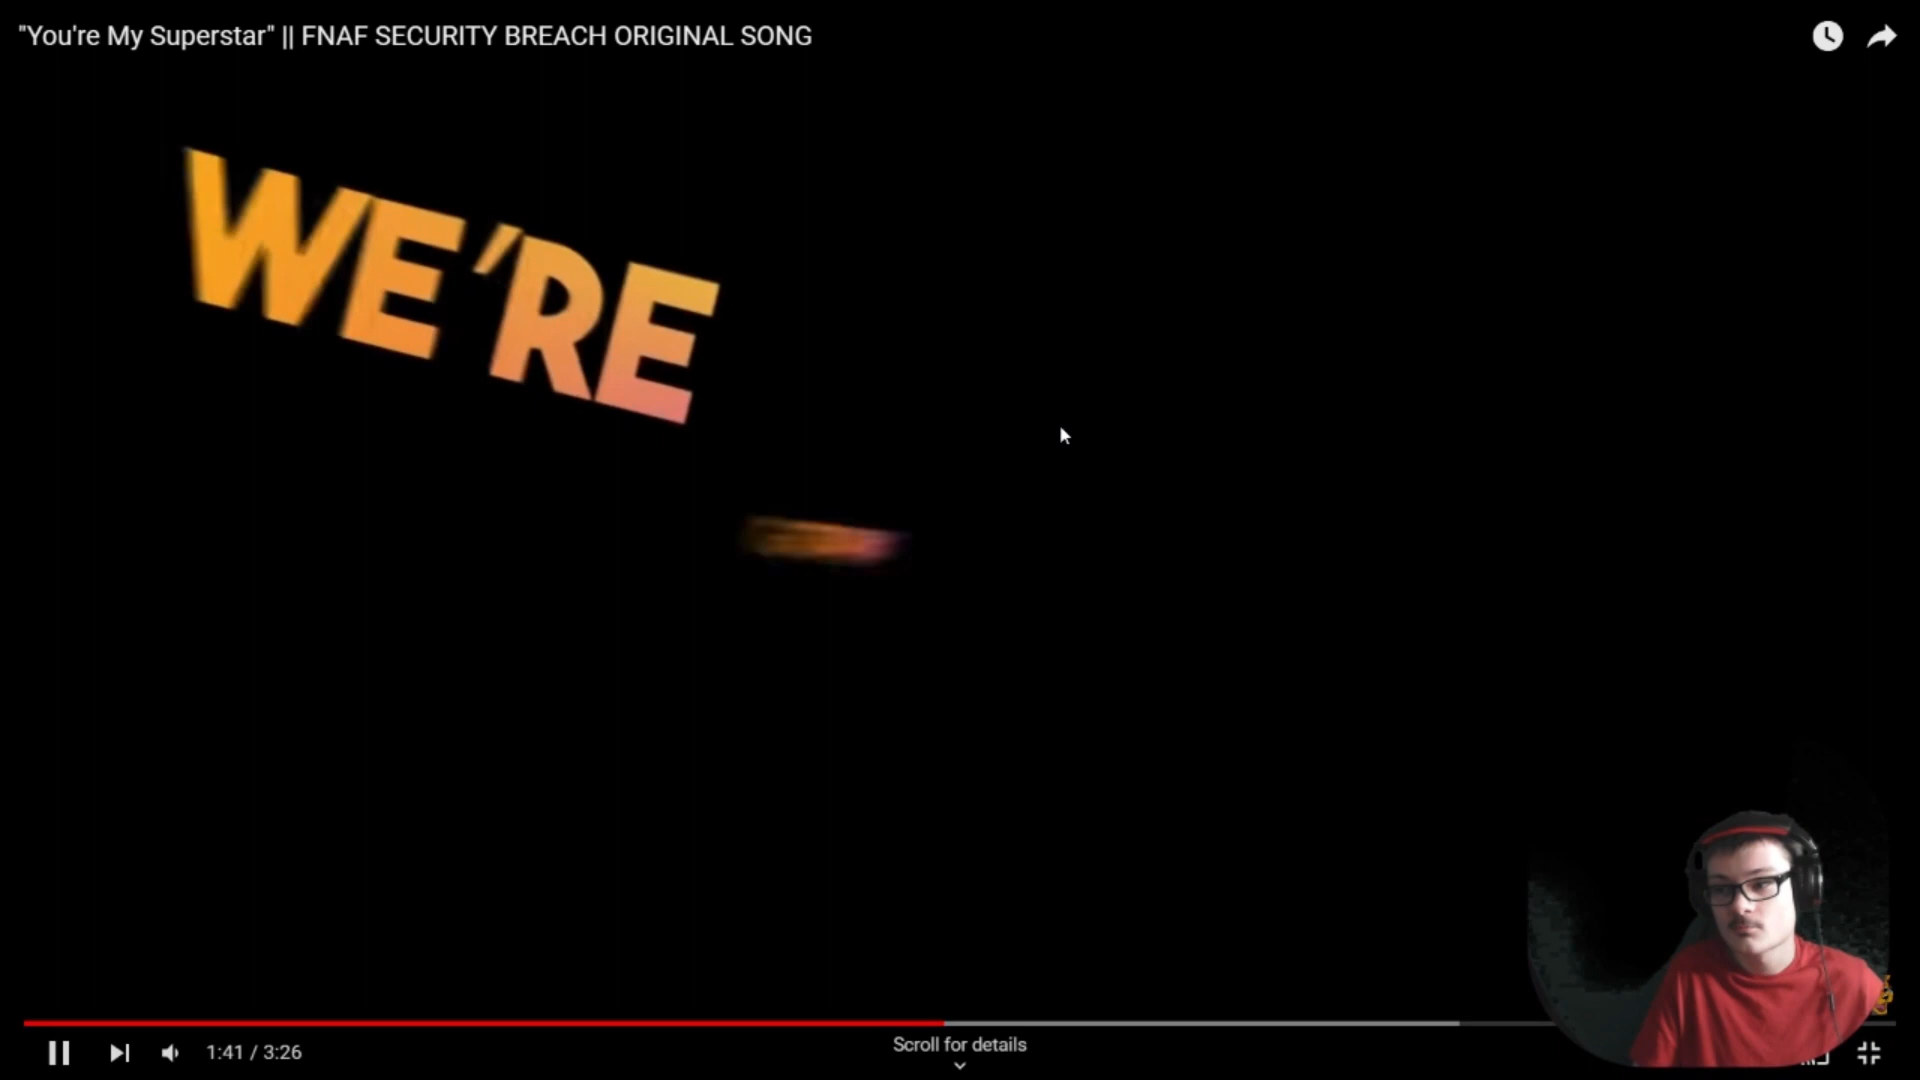 "You're My Superstar" || FNAF SECURITY BREACH ORIGINAL SONG
WE'RE
1:41 / 3:26
Scroll for details